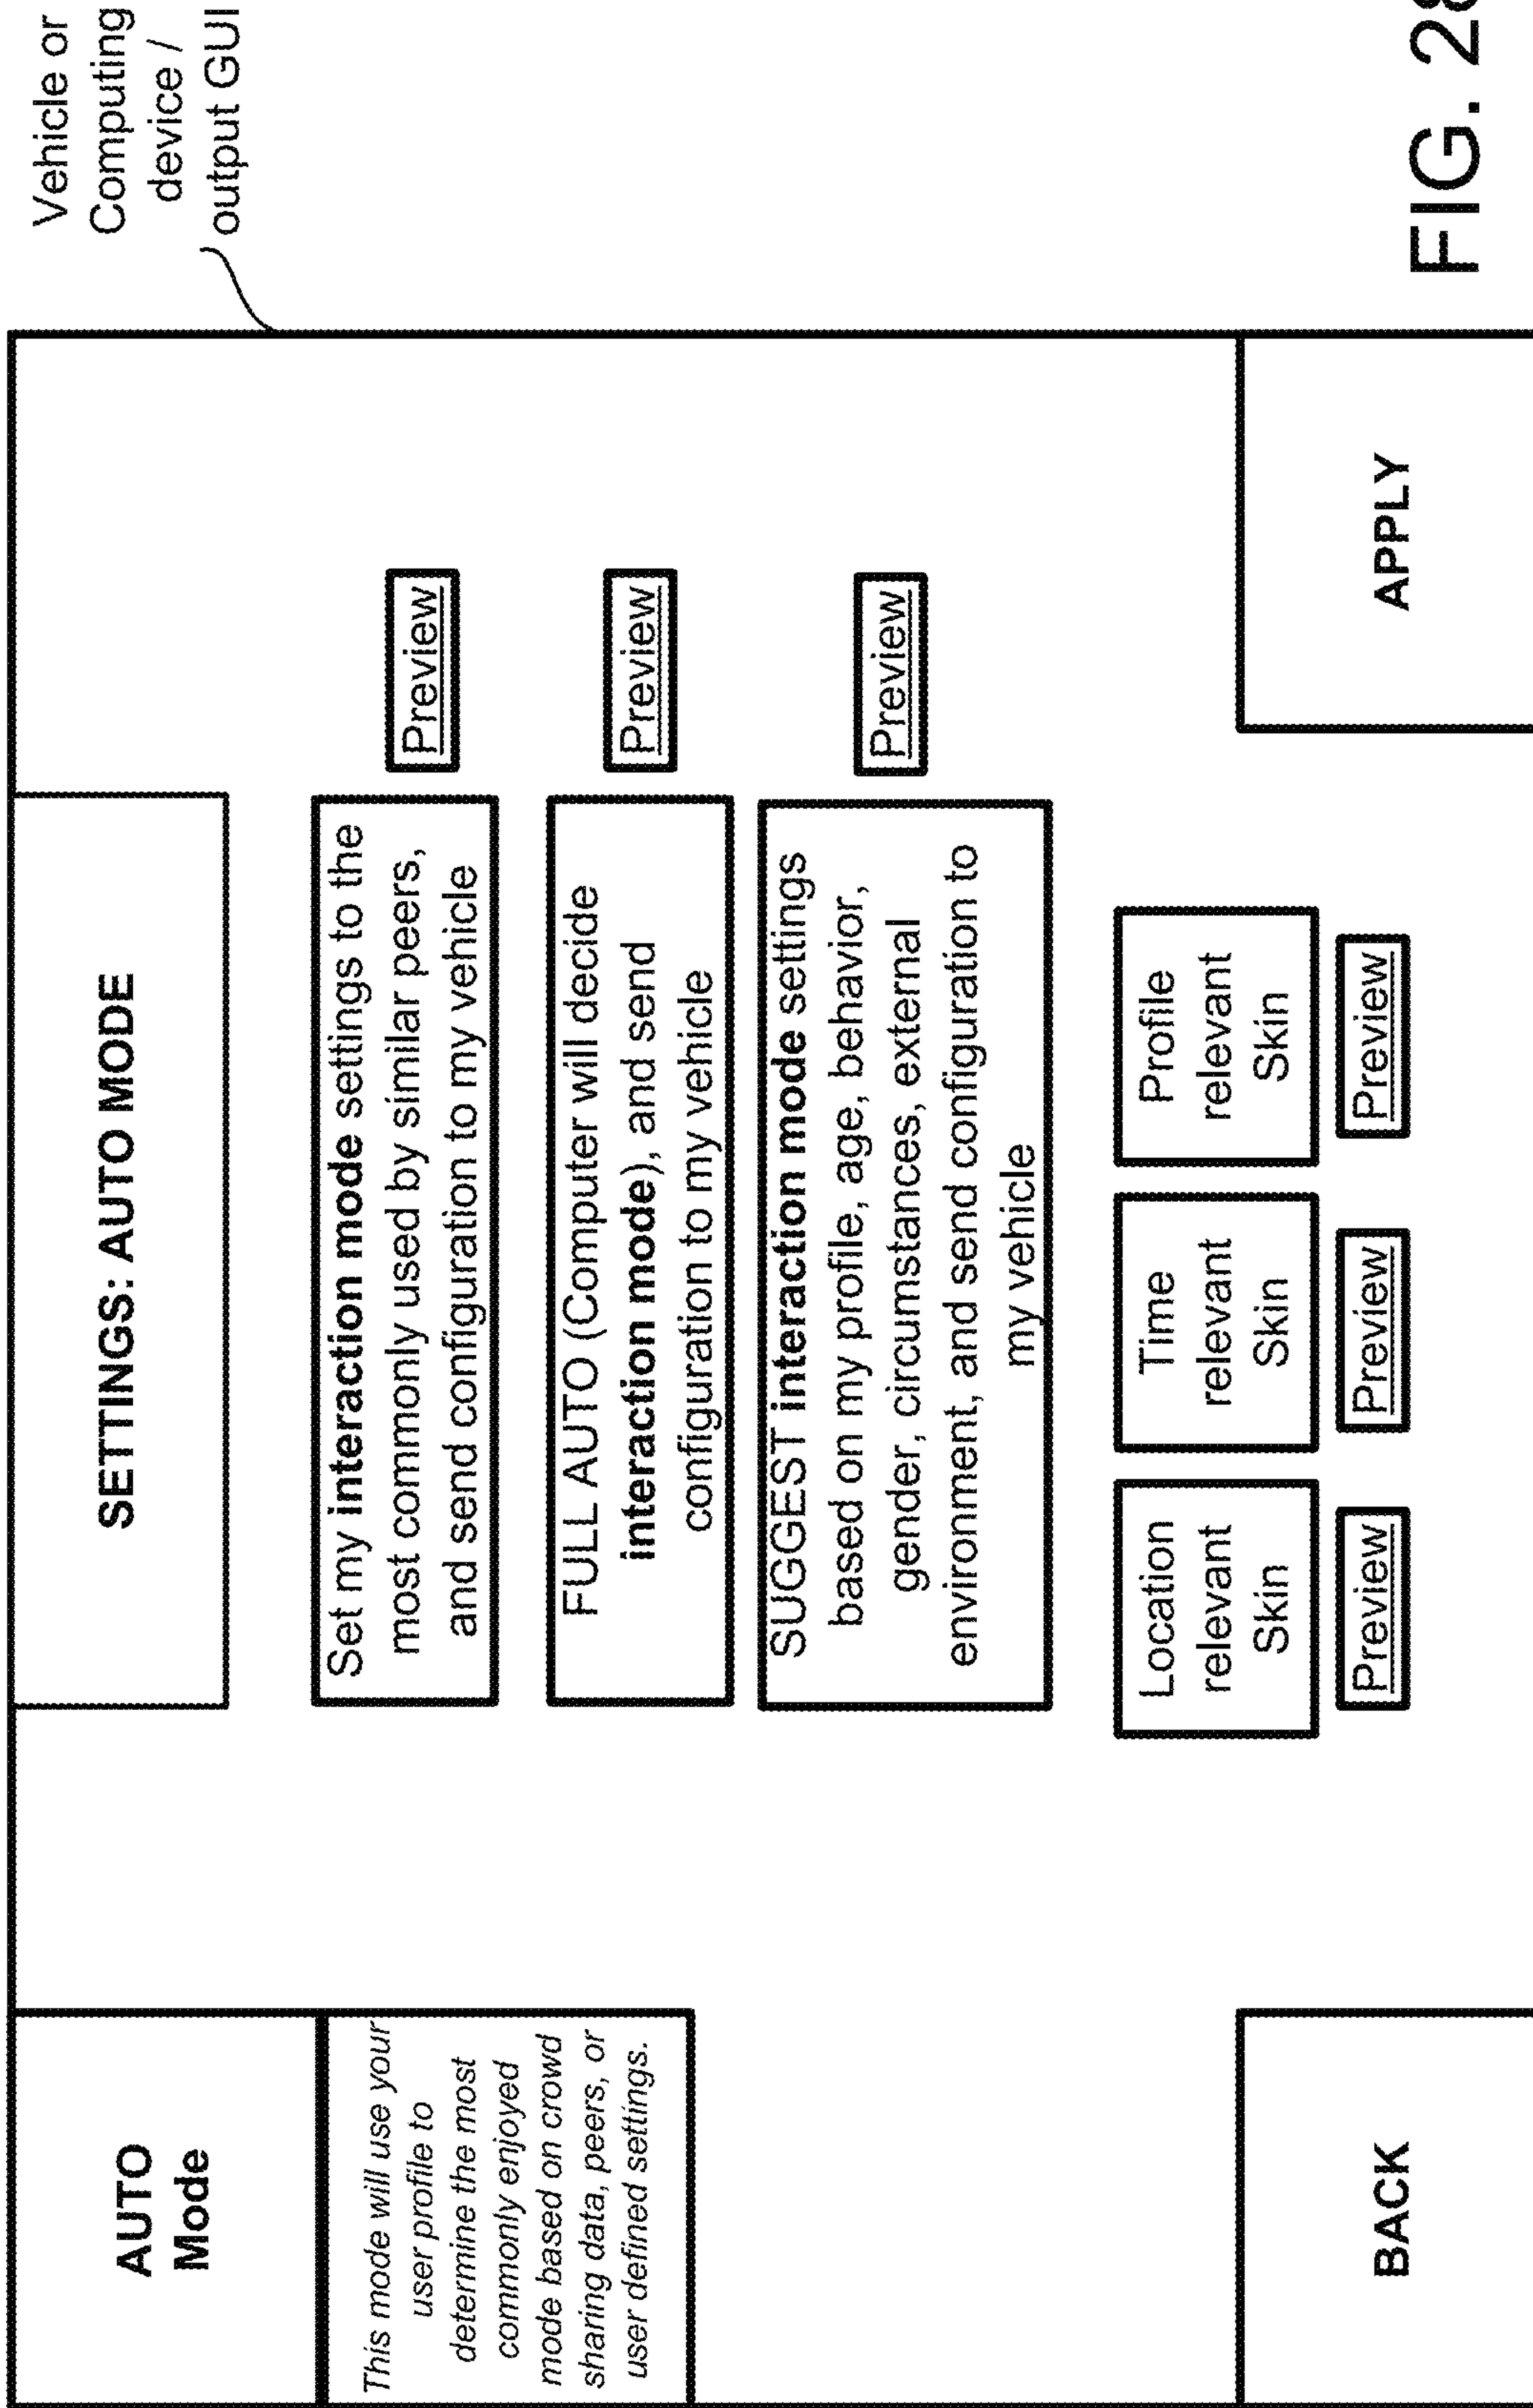 Vehicle or
Computing
device /
output GUI
AUTO
Mode
This mode will use your
user profile to
determine the most
commonly enjoyed
mode based on crowd
sharing data, peers, or
user defined settings.
SETTINGS: AUTO MODE
Set my interaction mode settings to the
most commonly used by similar peers,
and send configuration to my vehicle
Preview
FULL AUTO (Computer will decide
interaction mode), and send
configuration to my vehicle
Preview
SUGGEST interaction mode settings
based on my profile, age, behavior,
gender, circumstances, external
environment, and send configuration to
my vehicle
Preview
Location
relevant
Skin
Preview
Time
relevant
Skin
Preview
Profile
relevant
Skin
Preview
BACK
APPLY
FIG. 28